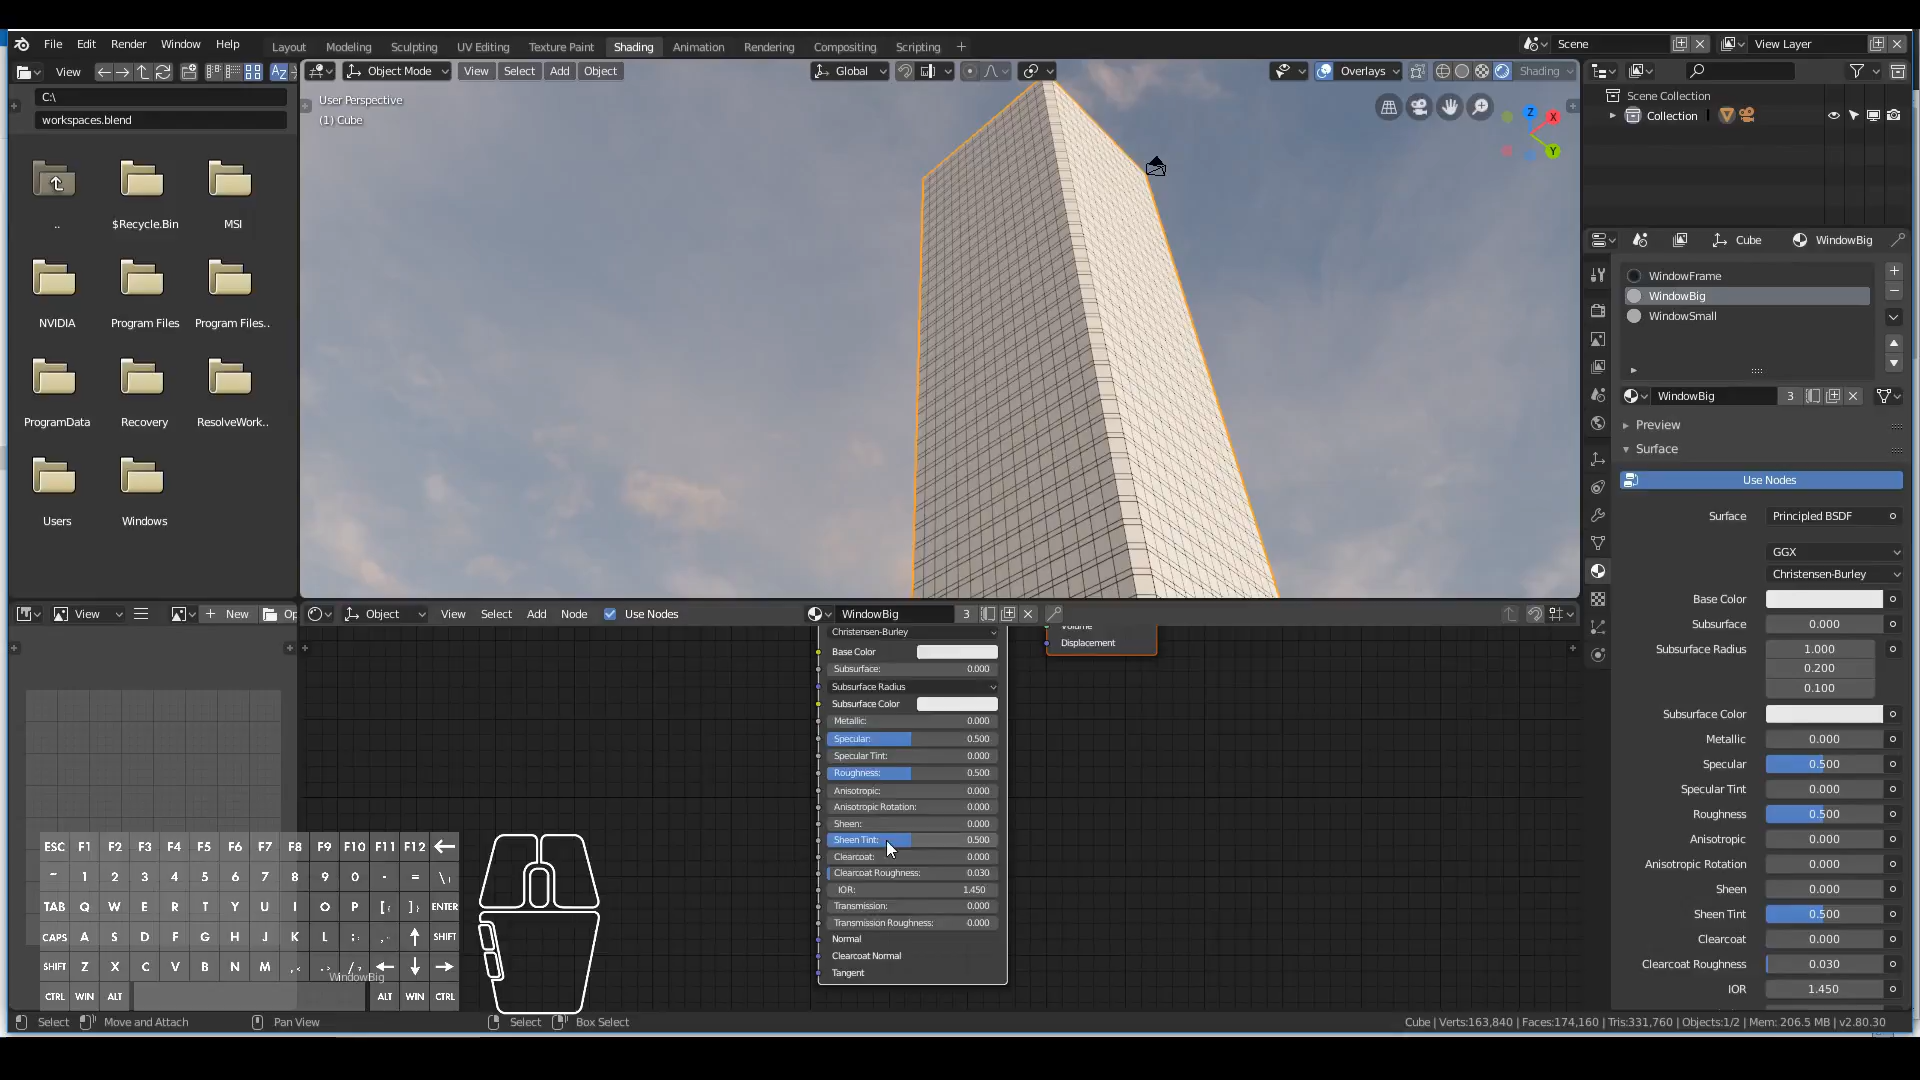 File Edit Render Window Help
Layout Modeling Sculpting UV Editing Texture Paint Shading Animation Rendering Compositing Scripting +
Scene
View Layer
View
Object Mode View Select Add Object
Global
Overlays
Shading
C:\
workspaces.blend
..
$Recycle.Bin
MSI
NVIDIA
Program Files
Program Files..
ProgramData
Recovery
ResolveWork..
Users
Windows
User Perspective
(1) Cube
Z
X
Y
Scene Collection
Collection
Cube
WindowBig
WindowFrame
WindowBig
WindowSmall
WindowBig 3
Preview
Surface
Use Nodes
Surface Principled BSDF
GGX
Christensen-Burley
Base Color
Subsurface 0.000
Subsurface Radius 1.000
0.200
0.100
Subsurface Color
Metallic 0.000
Specular 0.500
Specular Tint 0.000
Roughness 0.500
Anisotropic 0.000
Anisotropic Rotation 0.000
Sheen 0.000
Sheen Tint 0.500
Clearcoat 0.000
Clearcoat Roughness 0.030
IOR 1.450
View
New
Op
Object View Select Add Node Use Nodes
WindowBig 3
Christensen-Burley
Base Color
Subsurface: 0.000
Subsurface Radius
Subsurface Color
Metallic: 0.000
Specular: 0.500
Specular Tint: 0.000
Roughness: 0.500
Anisotropic: 0.000
Anisotropic Rotation: 0.000
Sheen: 0.000
Sheen Tint: 0.500
Clearcoat: 0.000
Clearcoat Roughness: 0.030
IOR: 1.450
Transmission: 0.000
Transmission Roughness: 0.000
Normal
Clearcoat Normal
Tangent
Volume
Displacement
ESC F1 F2 F3 F4 F5 F6 F7 F8 F9 F10 F11 F12
~ 1 2 3 4 5 6 7 8 9 0 - = \|
TAB Q W E R T Y U I O P [{ ]} ENTER
CAPS A S D F G H J K L ;: ,. SHIFT
SHIFT Z X C V B N M ,< .> /?
WindowBig
CTRL WIN ALT ALT WIN CTRL
Select Move and Attach Pan View Select Box Select
Cube | Verts:163,840 | Faces:174,160 | Tris:331,760 | Objects:1/2 | Mem: 206.5 MB | v2.80.30